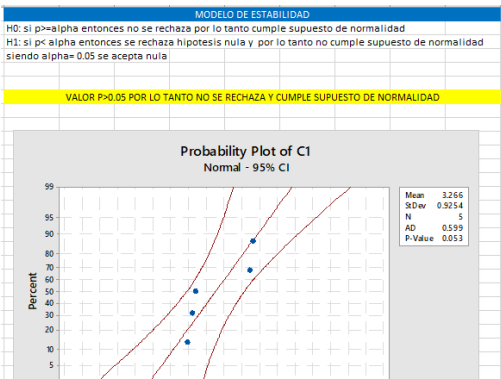 MODELO DE ESTABILIDAD
H0: si p>=alpha entonces no se rechaza por lo tanto no cumple supuesto de normalidad
H1: si p< alpha entonces se rechaza hipotesis nula y por lo tanto no cumple supuesto de normalidad
siendo alpha= 0.05 se acepta nula
VALOR P>0.05 POR LO TANTO NO SE RECHAZA Y CUMPLE SUPUESTO DE NORMALIDAD
Probability Plot of C1
Normal - 95% CI
Mean 3.266
StDev 0.9254
N 5
AD 0.599
P-Value 0.053
Percent
99
95
90
80
70
60
50
40
30
20
10
5